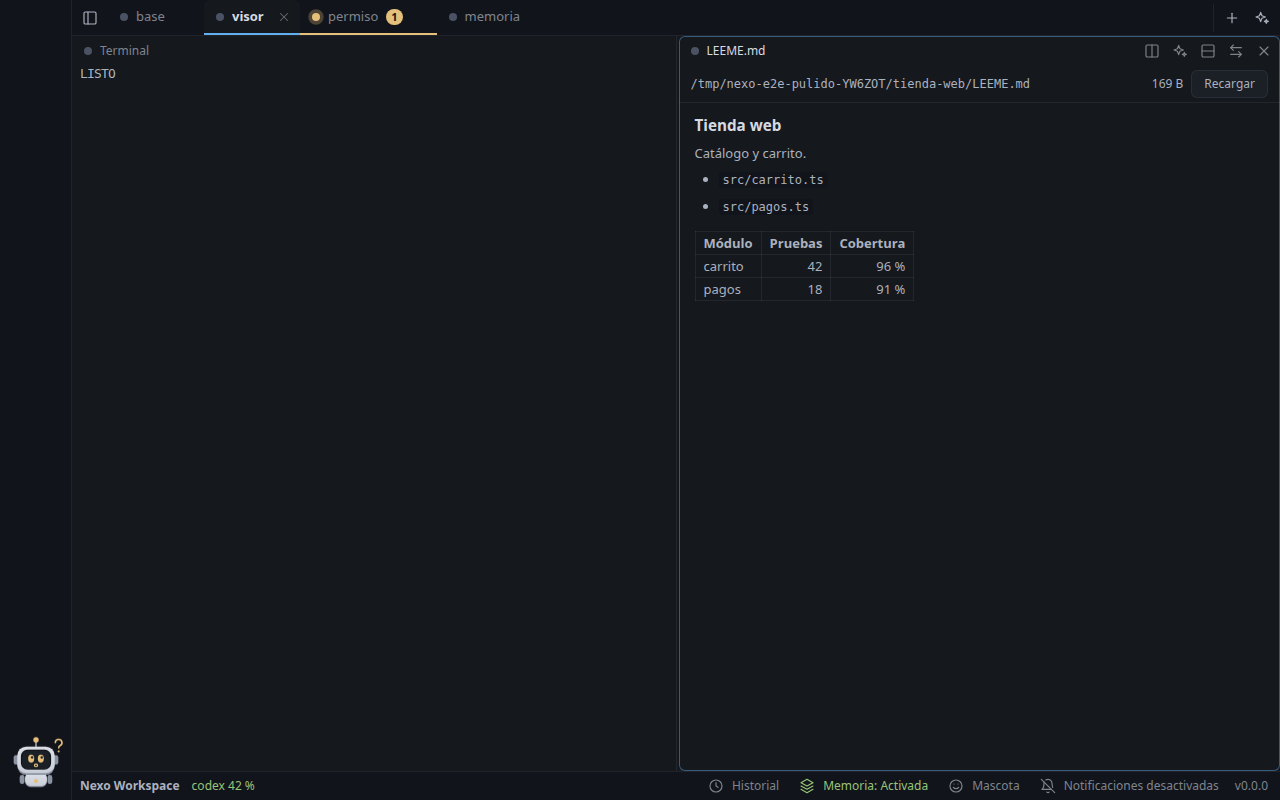 base
visor
permiso 1
memoria
Terminal
LISTO
LEEME.md
/tmp/nexo-e2e-pulido-YW6ZOT/tienda-web/LEEME.md 169 B Recargar
Tienda web
Catálogo y carrito.
src/carrito.ts
src/pagos.ts
Módulo Pruebas Cobertura
carrito 42 96 %
pagos 18 91 %
?
Nexo Workspace codex 42 % Historial Memoria: Activada Mascota Notificaciones desactivadas v0.0.0